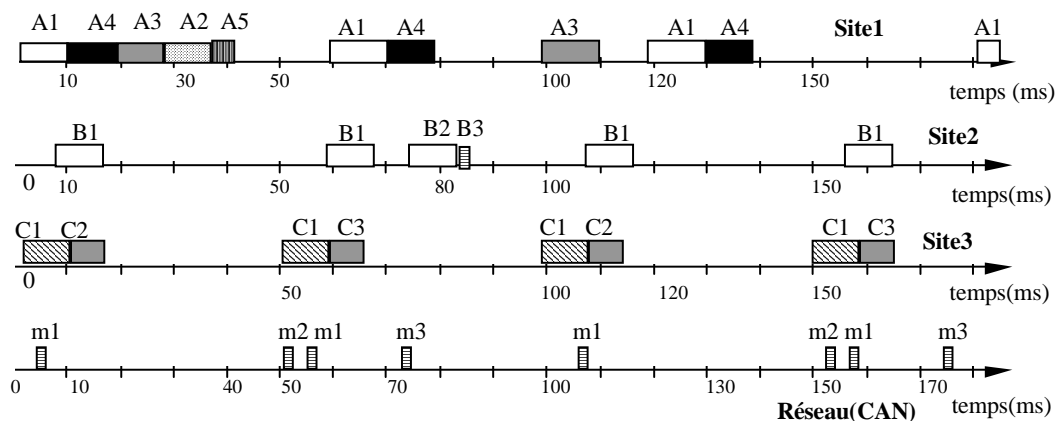 A1 A4 A3 A2 A5 A1 A4 A3 A1 A4 Site1 A1
10 30 50 100 120 150
temps (ms)
B1 B1 B2 B3 B1 B1 Site2
0 10 50 80 100 150
temps(ms)
C1 C2 C1 C3 C1 C2 C1 C3 Site3
0 50 100 120 150
temps(ms)
m1 m2 m1 m3 m1 m2 m1 m3
0 10 40 50 70 100 130 150 170
Réseau(CAN) temps(ms)